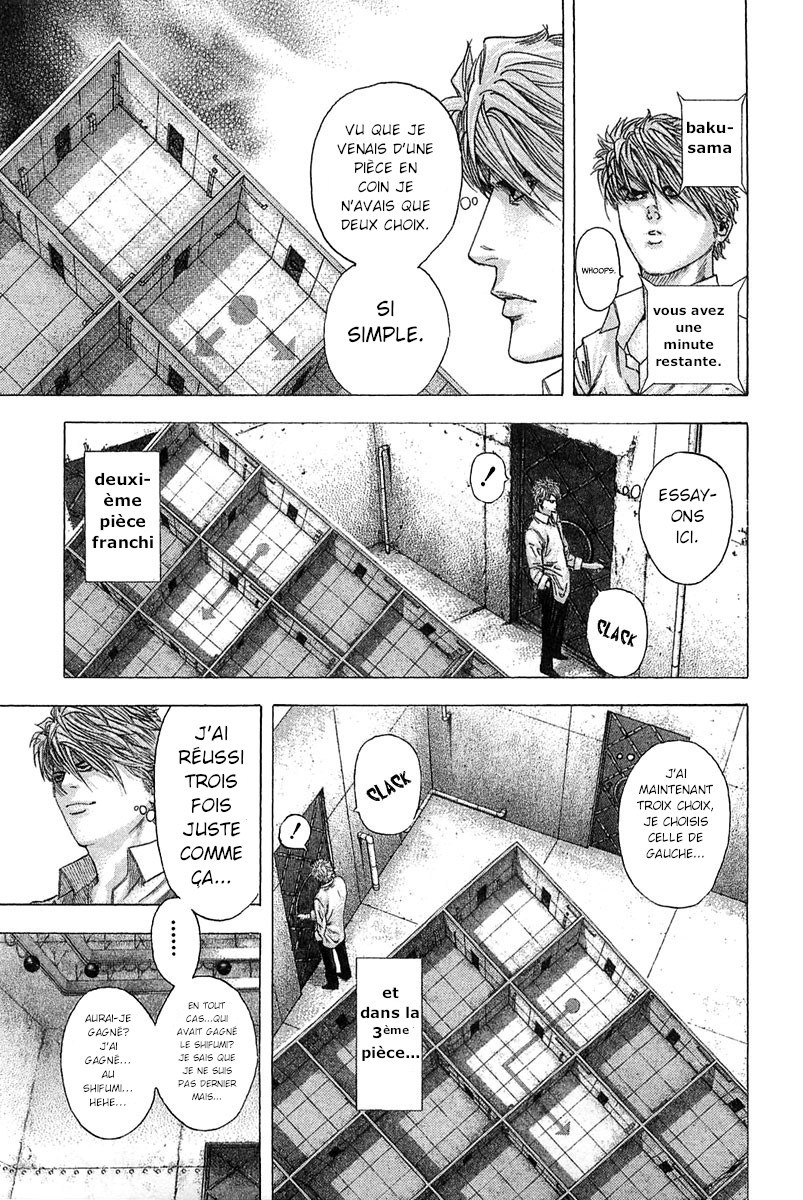 baku-
sama
WHOOPS.
vous avez
une
minute
restante.
VU QUE JE
VENAIS D'UNE
PIÈCE EN
COIN JE
N'AVAIS QUE
DEUX CHOIX.
SI
SIMPLE.
ESSAY-
ONS
ICI.
CLACK
!
deuxi-
ème
pièce
franchi
J'AI
MAINTENANT
TROIX CHOIX,
JE CHOISIS
CELLE DE
GAUCHE...
CLACK
!
et
dans la
3ème
pièce...
J'AI
RÉUSSI
TROIS
FOIS
JUSTE
COMME
ÇA...
......
EN TOUT
CAS...QUI
AVAIT GAGNÉ
LE SHIFUMI?
JE SAIS QUE
JE NE SUIS
PAS DERNIER
MAIS...
AURAI-JE
GAGNÉ?
J'AI
GAGNÉ...
AU
SHIFUMI...
HEHE...